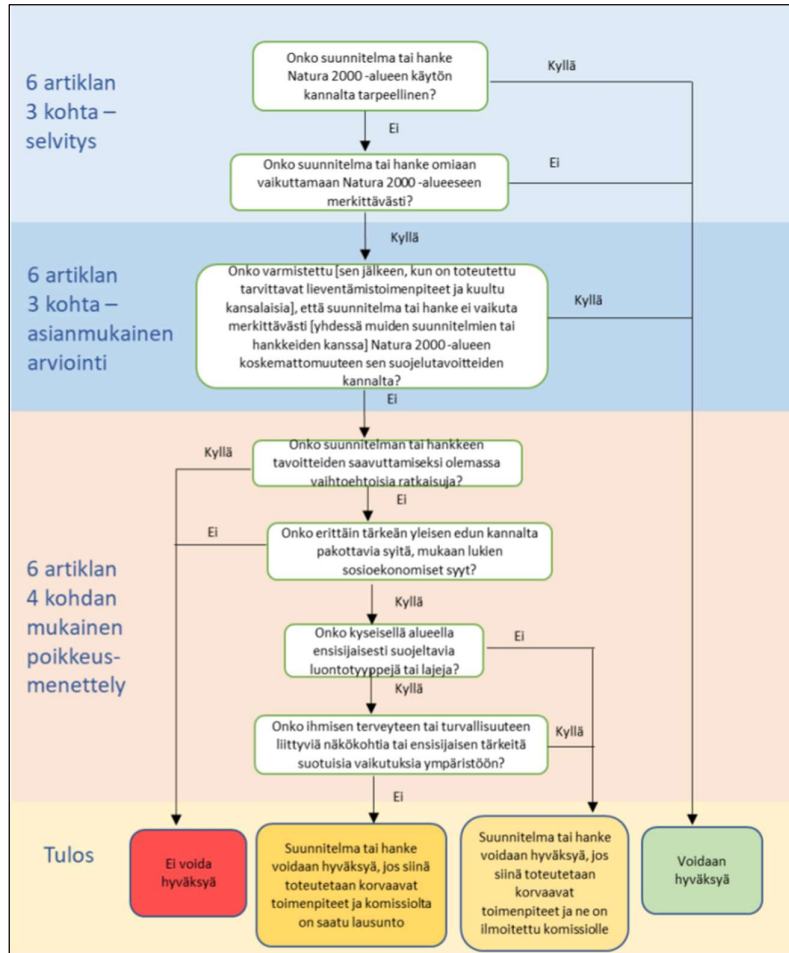 6 artiklan
3 kohta –
selvitys
Onko suunnitelma tai hanke
Natura 2000 -alueen käytön
kannalta tarpeellinen?
Kyllä
Ei
Onko suunnitelma tai hanke omiaan
vaikuttamaan Natura 2000 -alueeseen
merkittävästi?
Ei
Kyllä
6 artiklan
3 kohta –
asianmukainen
arviointi
Onko varmistettu [sen jälkeen, kun on toteutettu
tarvittavat lieventämistoimenpiteet ja kuultu
kansalaisia], että suunnitelma tai hanke ei vaikuta
merkittävästi [yhdessä muiden suunnitelmien tai
hankkeiden kanssa] Natura 2000 -alueen
koskemattomuuteen sen suojelutavoitteiden
kannalta?
Kyllä
Ei
6 artiklan
4 kohdan
mukainen
poikkeus-
menettely
Onko suunnitelman tai hankkeen
tavoitteiden saavuttamiseksi olemassa
vaihtoehtoisia ratkaisuja?
Kyllä
Ei
Onko erittäin tärkeän yleisen edun kannalta
pakottavia syitä, mukaan lukien
sosioekonomiset syyt?
Ei
Kyllä
Onko kyseisellä alueella
ensisijaisesti suojeltavia
luontotyyppejä tai lajeja?
Ei
Kyllä
Onko ihmisen terveyteen tai turvallisuuteen
liittyviä näkökohtia tai ensisijaisen tärkeitä
suotuisia vaikutuksia ympäristöön?
Kyllä
Ei
Tulos
Ei voida
hyväksyä
Suunnitelma tai hanke
voidaan hyväksyä, jos siinä
toteutetaan korvaavat
toimenpiteet ja komissiolta
on saatu lausunto
Suunnitelma tai hanke
voidaan hyväksyä, jos
siinä toteutetaan
korvaavat
toimenpiteet ja ne on
ilmoitettu komissiolle
Voidaan
hyväksyä